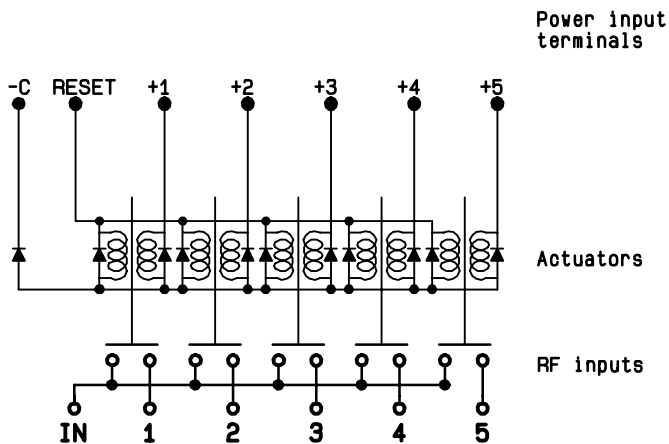 Power input
terminals
-C RESET +1 +2 +3 +4 +5
Actuators
RF inputs
IN 1 2 3 4 5